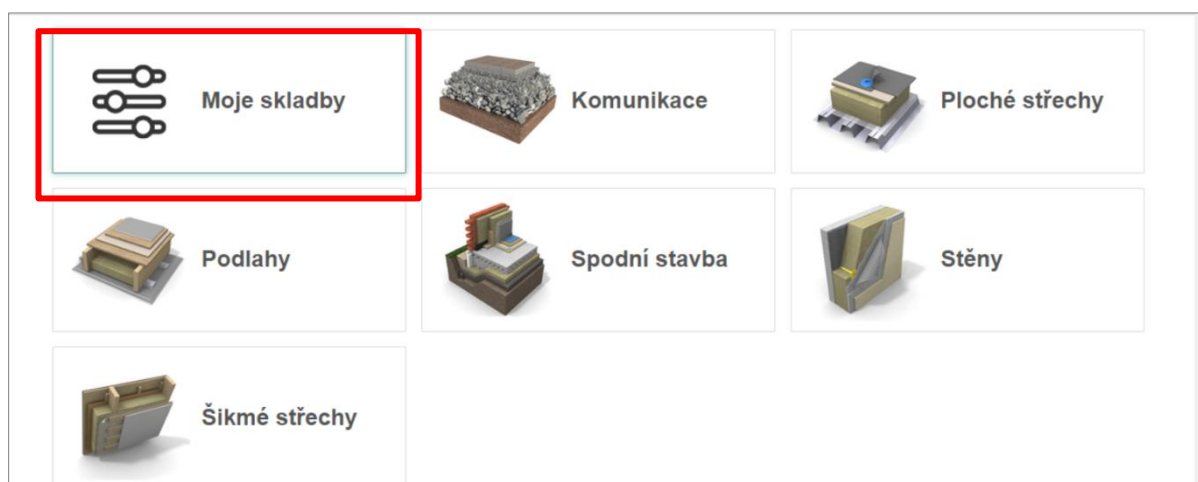 Moje skladby
Komunikace
Ploché střechy
Podlahy
Spodní stavba
Stěny
Šikmé střechy